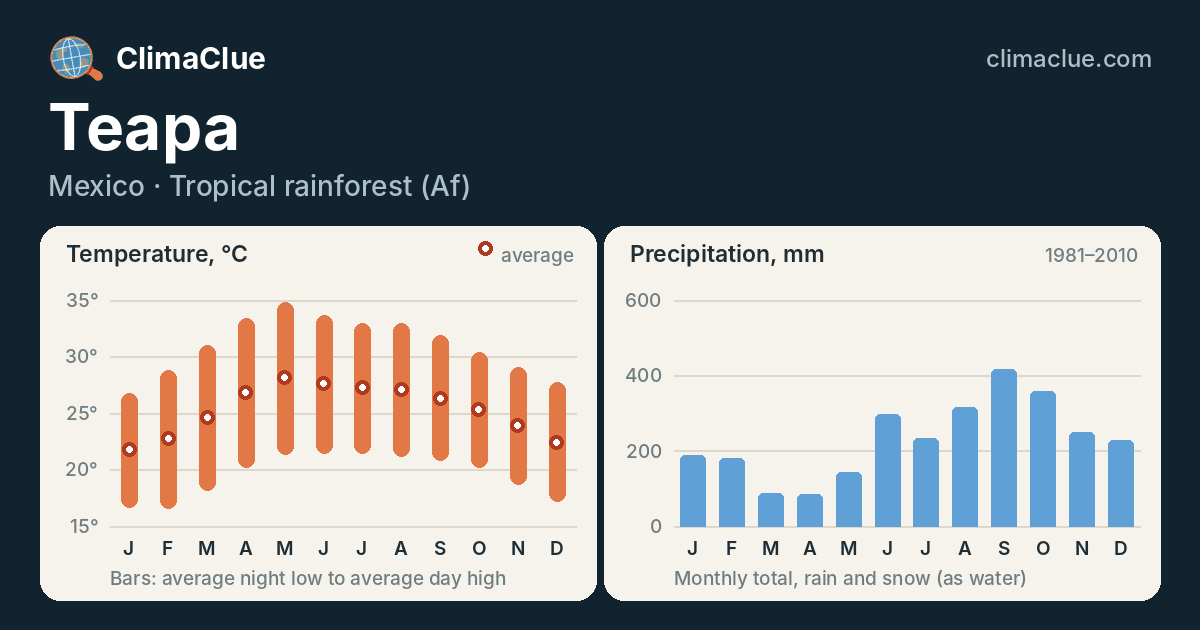 ClimaClue
climaclue.com
Teapa
Mexico · Tropical rainforest (Af)
Temperature, °C
average
35°
30°
25°
20°
15°
J F M A M J J A S O N D
Bars: average night low to average day high
Precipitation, mm
1981–2010
600
400
200
0
J F M A M J J A S O N D
Monthly total, rain and snow (as water)